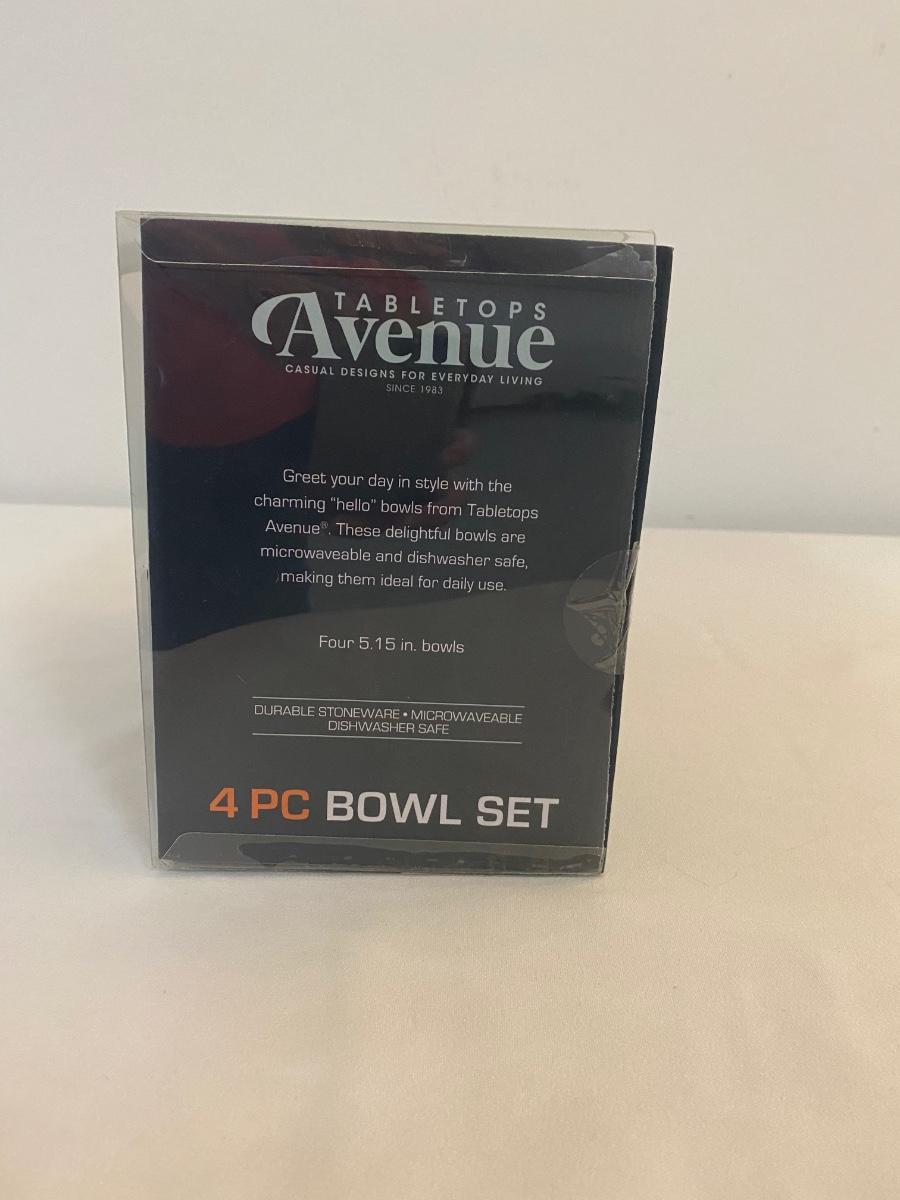 TABLETOPS
Avenue
CASUAL DESIGNS FOR EVERYDAY LIVING
SINCE 1983
Greet your day in style with the
charming “hello” bowls from Tabletops
Avenue®. These delightful bowls are
microwaveable and dishwasher safe,
making them ideal for daily use.
Four 5.15 in. bowls
DURABLE STONEWARE • MICROWAVEABLE
DISHWASHER SAFE
4 PC BOWL SET